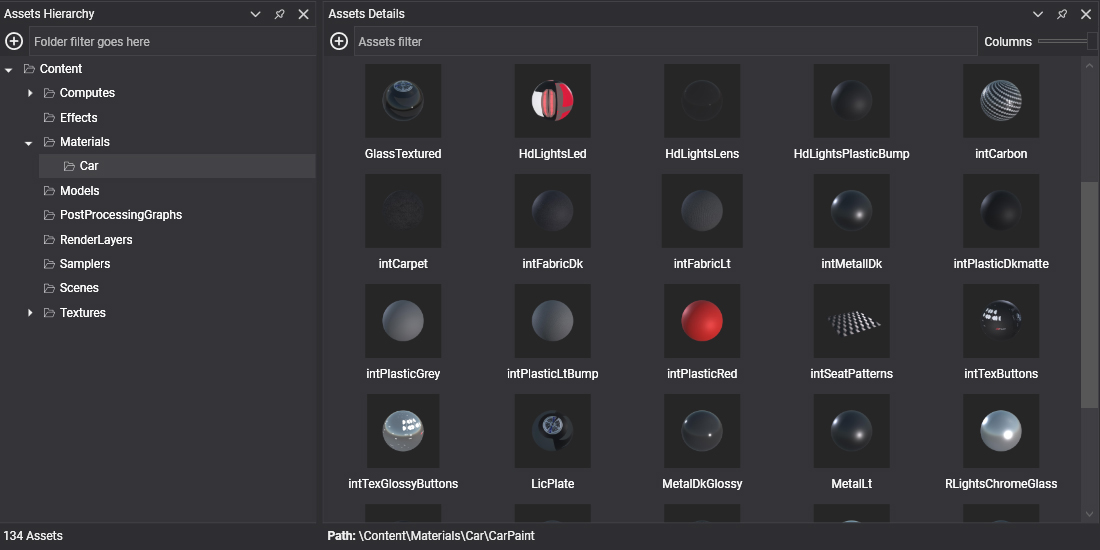 Assets Hierarchy
Folder filter goes here
Content
Computes
Effects
Materials
Car
Models
PostProcessingGraphs
RenderLayers
Samplers
Scenes
Textures
134 Assets
Assets Details
Assets filter
Columns
GlassTextured HdLightsLed HdLightsLens HdLightsPlasticBump intCarbon
intCarpet intFabricDk intFabricLt intMetallDk intPlasticDkmatte
intPlasticGrey intPlasticLtBump intPlasticRed intSeatPatterns intTexButtons
intTexGlossyButtons LicPlate MetalDkGlossy MetalLt RLightsChromeGlass
Path: \Content\Materials\Car\CarPaint